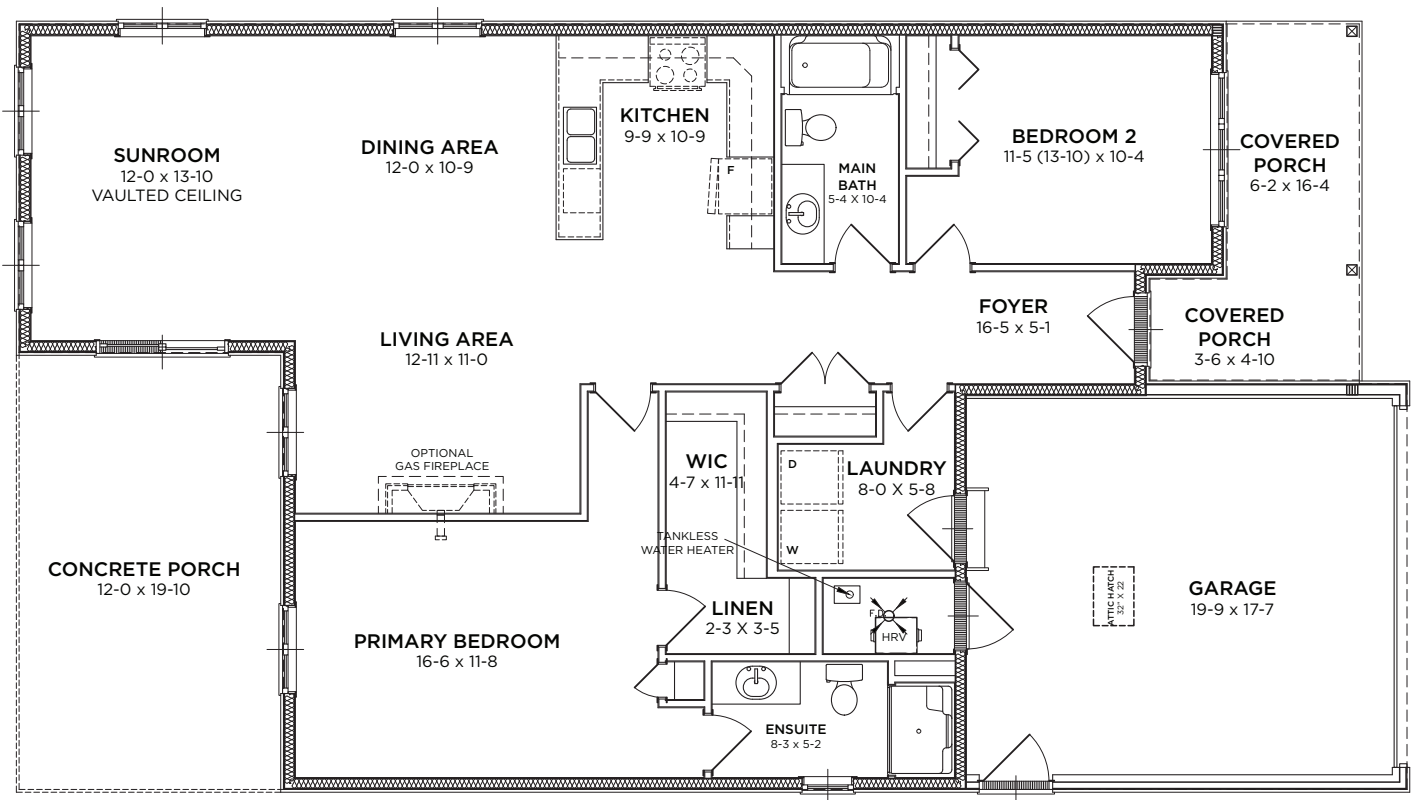 SUNROOM
12-0 x 13-10
VAULTED CEILING
DINING AREA
12-0 x 10-9
KITCHEN
9-9 x 10-9
F
MAIN
BATH
5-4 X 10-4
BEDROOM 2
11-5 (13-10) x 10-4
COVERED
PORCH
6-2 x 16-4
LIVING AREA
12-11 x 11-0
FOYER
16-5 x 5-1
COVERED
PORCH
3-6 x 4-10
OPTIONAL
GAS FIREPLACE
WIC
4-7 x 11-11
D
LAUNDRY
8-0 X 5-8
W
TANKLESS
WATER HEATER
CONCRETE PORCH
12-0 x 19-10
PRIMARY BEDROOM
16-6 x 11-8
LINEN
2-3 X 3-5
F.D
HRV
ATTIC HATCH
32" X 22
GARAGE
19-9 x 17-7
ENSUITE
8-3 x 5-2